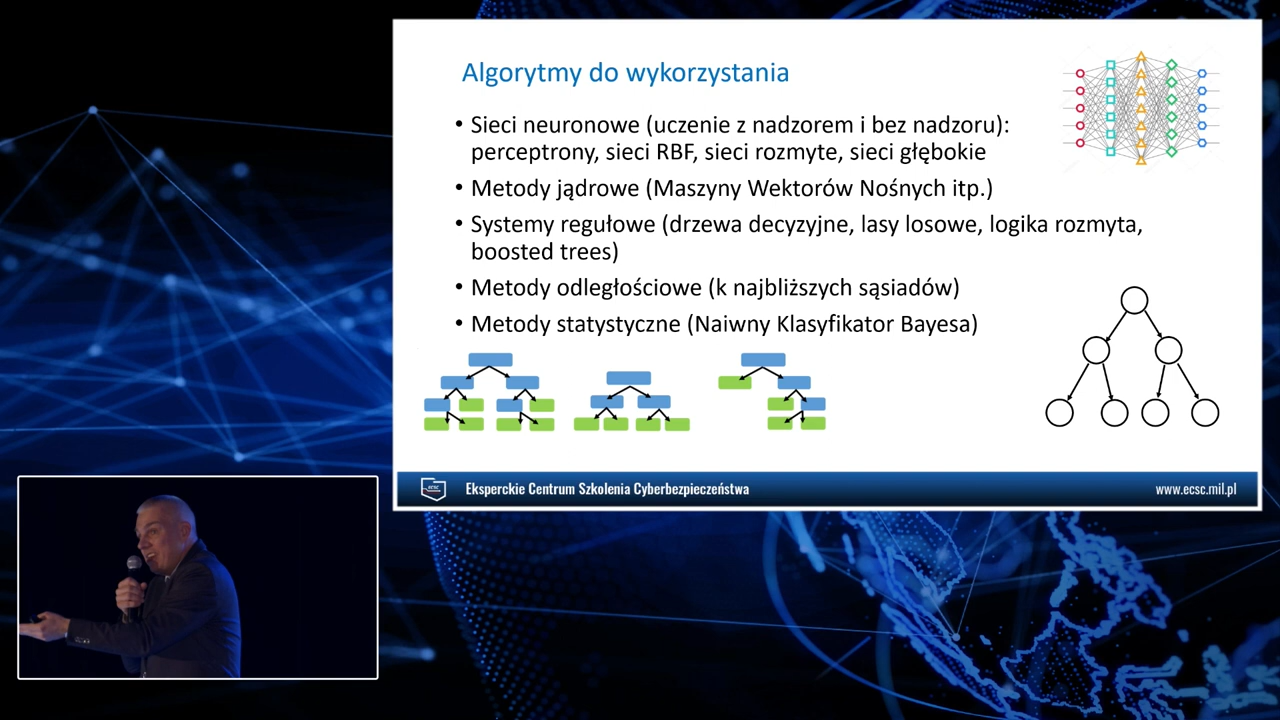 Algorytmy do wykorzystania
• Sieci neuronowe (uczenie z nadzorem i bez nadzoru):
perceptrony, sieci RBF, sieci rozmyte, sieci głębokie
• Metody jądrowe (Maszyny Wektorów Nośnych itp.)
• Systemy regułowe (drzewa decyzyjne, lasy losowe, logika rozmyta,
boosted trees)
• Metody odległościowe (k najbliższych sąsiadów)
• Metody statystyczne (Naiwny Klasyfikator Bayesa)
ecsc
Eksperckie Centrum Szkolenia Cyberbezpieczeństwa
www.ecsc.mil.pl